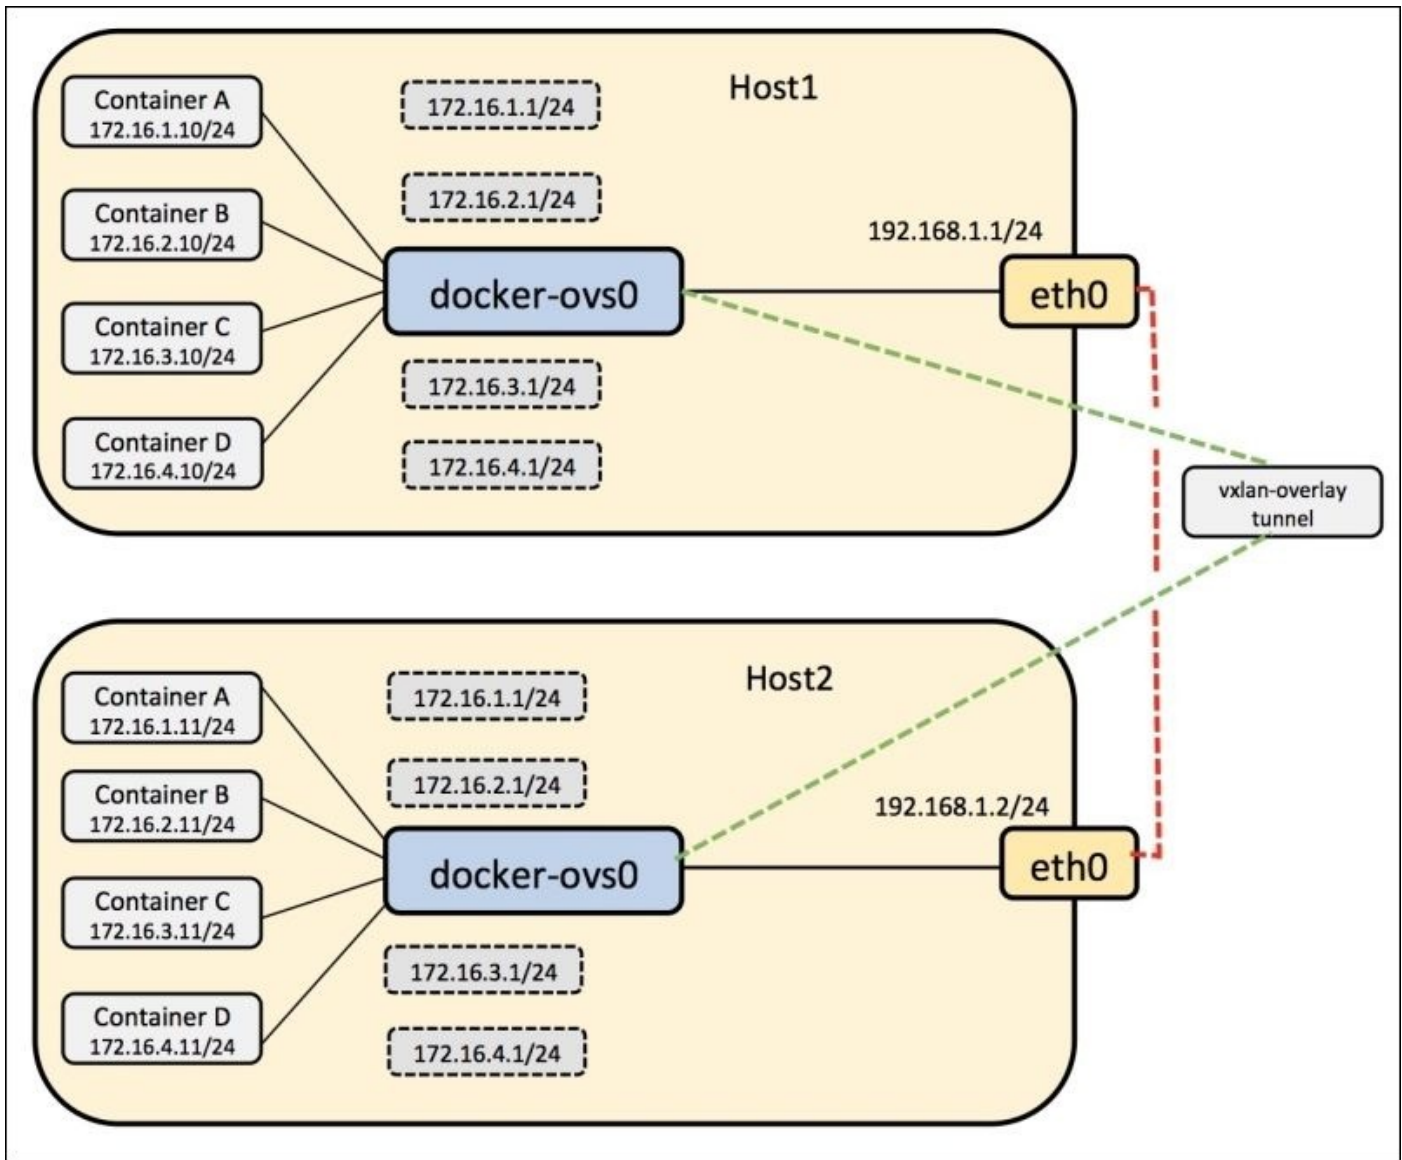 Host1
Container A
172.16.1.10/24
172.16.1.1/24
Container B
172.16.2.10/24
172.16.2.1/24
192.168.1.1/24
docker-ovs0
eth0
Container C
172.16.3.10/24
172.16.3.1/24
Container D
172.16.4.10/24
172.16.4.1/24
vxlan-overlay
tunnel
Host2
Container A
172.16.1.11/24
172.16.1.1/24
Container B
172.16.2.11/24
172.16.2.1/24
192.168.1.2/24
docker-ovs0
eth0
Container C
172.16.3.11/24
172.16.3.1/24
Container D
172.16.4.11/24
172.16.4.1/24